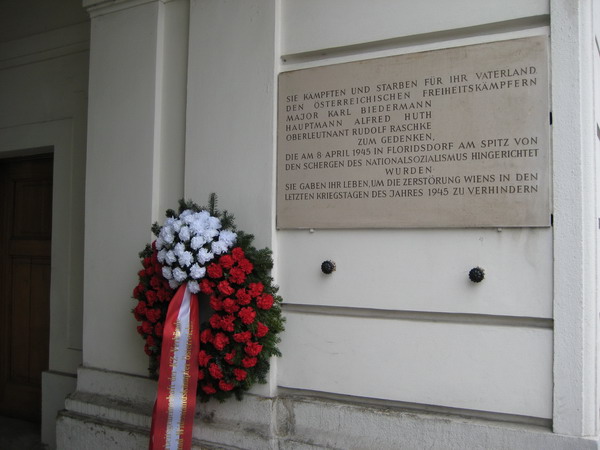 SIE KÄMPFTEN UND STARBEN FÜR IHR VATERLAND.
DEN ÖSTERREICHISCHEN FREIHEITSKÄMPFERN
MAJOR KARL BIEDERMANN
HAUPTMANN ALFRED HUTH
OBERLEUTNANT RUDOLF RASCHKE
ZUM GEDENKEN,
DIE AM 8. APRIL 1945 IN FLORIDSDORF AM SPITZ VON
DEN SCHERGEN DES NATIONALSOZIALISMUS HINGERICHTET
WURDEN
SIE GABEN IHR LEBEN, UM DIE ZERSTÖRUNG WIENS IN DEN
LETZTEN KRIEGSTAGEN DES JAHRES 1945 ZU VERHINDERN